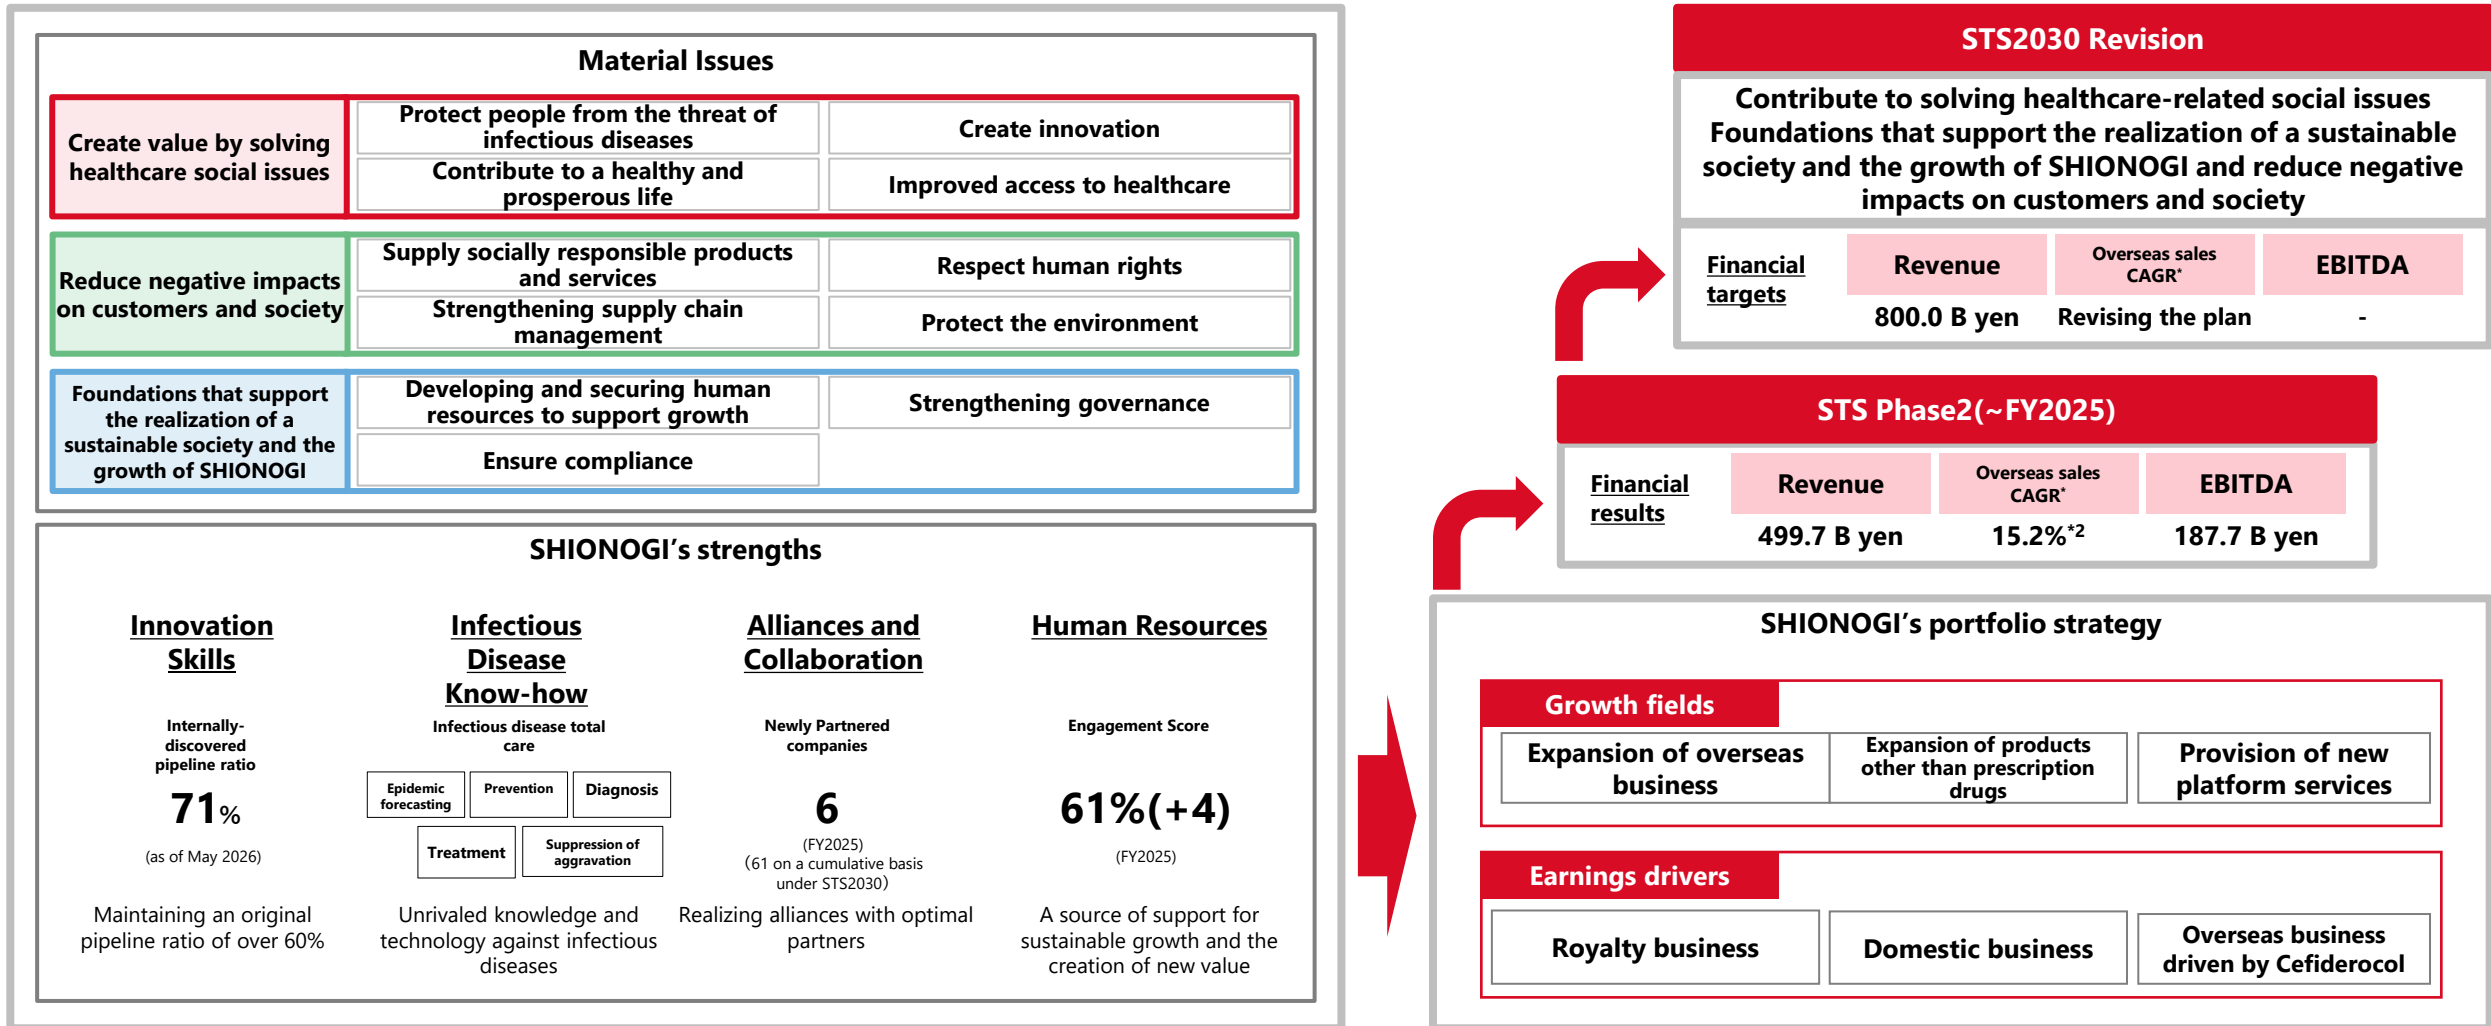 Material Issues
Create value by solving
healthcare social issues
Protect people from the threat of
infectious diseases
Create innovation
Contribute to a healthy and
prosperous life
Improved access to healthcare
Reduce negative impacts
on customers and society
Supply socially responsible products
and services
Respect human rights
Strengthening supply chain
management
Protect the environment
Foundations that support
the realization of a
sustainable society and the
growth of SHIONOGI
Developing and securing human
resources to support growth
Strengthening governance
Ensure compliance
SHIONOGI’s strengths
Innovation
Skills
Internally-
discovered
pipeline ratio
71%
(as of May 2026)
Maintaining an original
pipeline ratio of over 60%
Infectious
Disease
Know-how
Infectious disease total
care
Epidemic
forecasting
Prevention
Diagnosis
Treatment
Suppression of
aggravation
Unrivaled knowledge and
technology against infectious
diseases
Alliances and
Collaboration
Newly Partnered
companies
6
(FY2025)
(61 on a cumulative basis
under STS2030)
Realizing alliances with optimal
partners
Human Resources
Engagement Score
61%(+4)
(FY2025)
A source of support for
sustainable growth and the
creation of new value
STS2030 Revision
Contribute to solving healthcare-related social issues
Foundations that support the realization of a sustainable
society and the growth of SHIONOGI and reduce negative
impacts on customers and society
Financial
targets
Revenue
Overseas sales
CAGR*
EBITDA
800.0 B yen
Revising the plan
-
STS Phase2(~FY2025)
Financial
results
Revenue
Overseas sales
CAGR*
EBITDA
499.7 B yen
15.2%*2
187.7 B yen
SHIONOGI’s portfolio strategy
Growth fields
Expansion of overseas
business
Expansion of products
other than prescription
drugs
Provision of new
platform services
Earnings drivers
Royalty business
Domestic business
Overseas business
driven by Cefiderocol